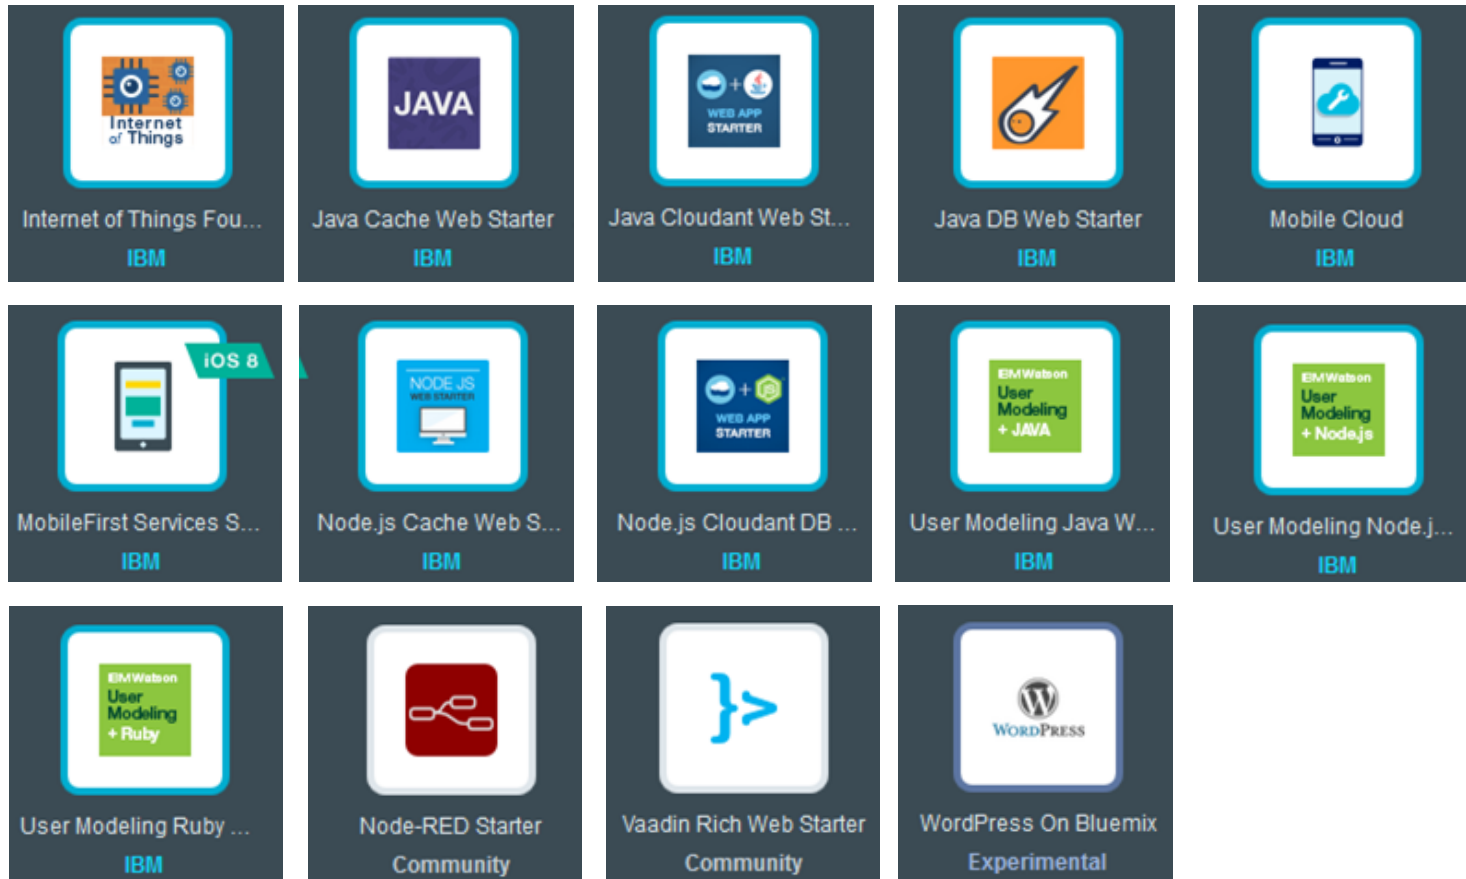 Internet
of Things
Internet of Things Fou...
IBM
JAVA
Java Cache Web Starter
IBM
+
WEB APP
STARTER
Java Cloudant Web St...
IBM
Java DB Web Starter
IBM
Mobile Cloud
IBM
iOS 8
MobileFirst Services S...
IBM
NODE JS
WEB STARTER
Node.js Cache Web S...
IBM
+ JS
WEB APP
STARTER
Node.js Cloudant DB ...
IBM
IBM Watson
User
Modeling
+ JAVA
User Modeling Java W...
IBM
IBM Watson
User
Modeling
+ Node.js
User Modeling Node.j...
IBM
IBM Watson
User
Modeling
+ Ruby
User Modeling Ruby ...
IBM
Node-RED Starter
Community
}>
Vaadin Rich Web Starter
Community
W
WORDPRESS
WordPress On Bluemix
Experimental